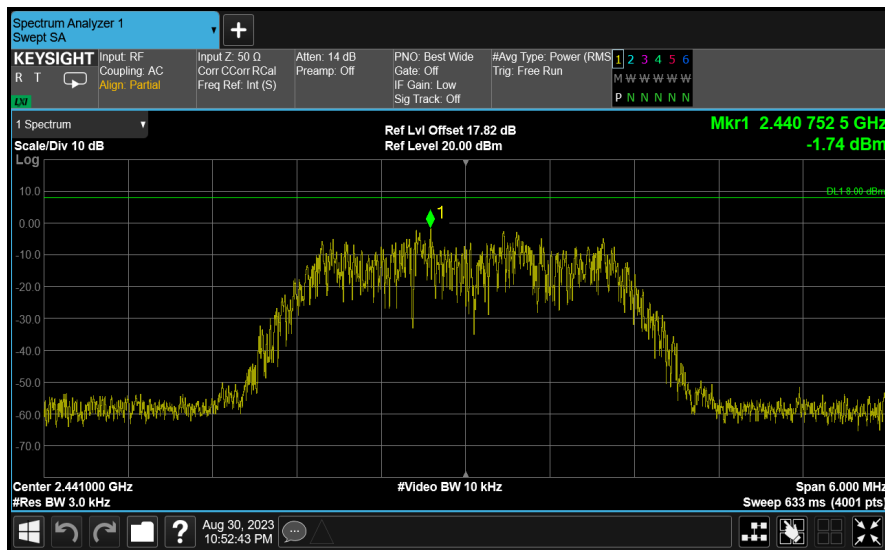 Spectrum Analyzer 1
Swept SA
+
KEYSIGHT
R T
LXI
Input: RF
Coupling: AC
Align: Partial
Input Z: 50 Ω
Corr CCorr RCal
Freq Ref: Int (S)
Atten: 14 dB
Preamp: Off
PNO: Best Wide
Gate: Off
IF Gain: Low
Sig Track: Off
#Avg Type: Power (RMS
Trig: Free Run
1 2 3 4 5 6
M W W W W W
P N N N N N
1 Spectrum
Scale/Div 10 dB
Log
Ref Lvl Offset 17.82 dB
Ref Level 20.00 dBm
Mkr1 2.440 752 5 GHz
-1.74 dBm
10.0
DL1 8.00 dBm
1
0.00
-10.0
-20.0
-30.0
-40.0
-50.0
-60.0
-70.0
Center 2.441000 GHz
#Res BW 3.0 kHz
#Video BW 10 kHz
Span 6.000 MHz
Sweep 633 ms (4001 pts)
?
Aug 30, 2023
10:52:43 PM